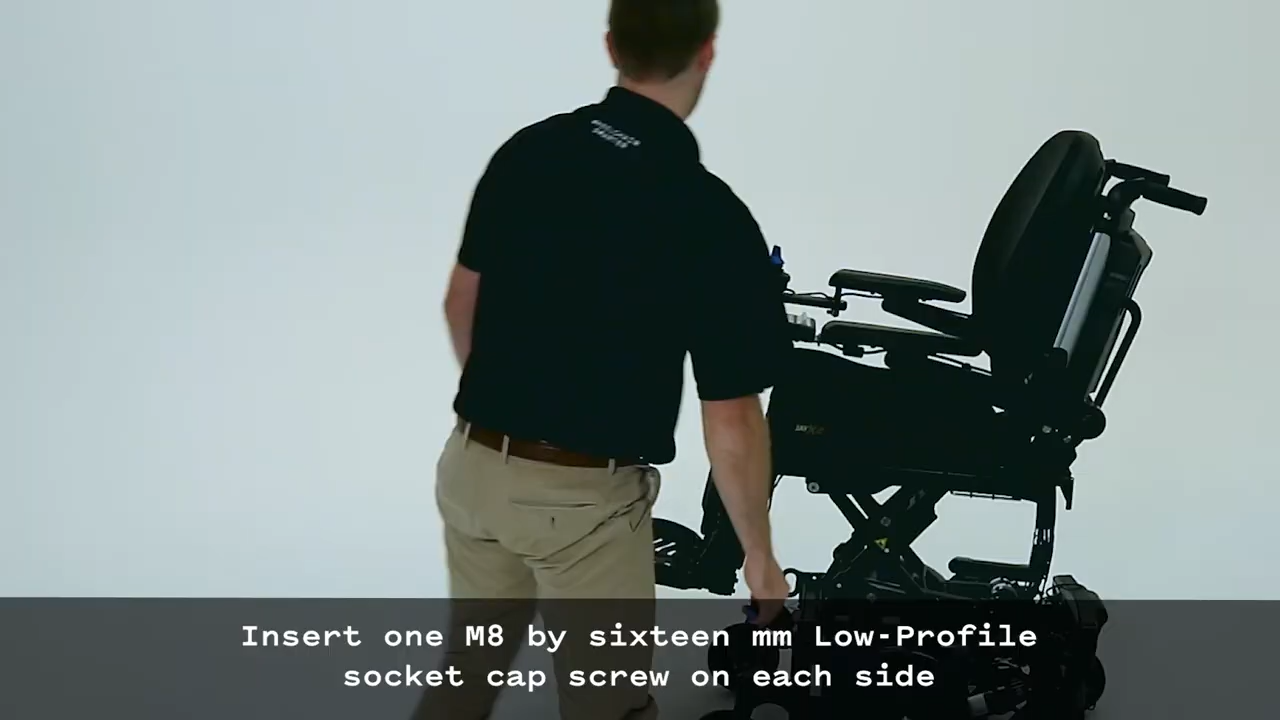 Insert one M8 by sixteen mm Low-Profile
socket cap screw on each side